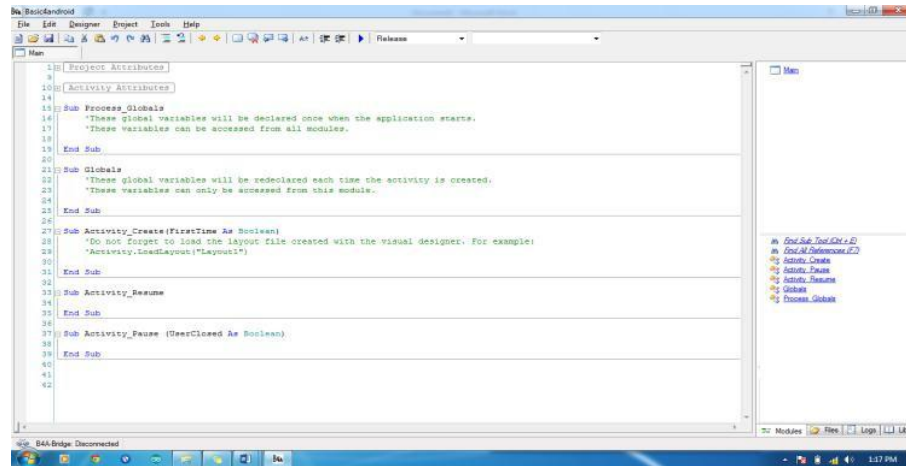 Basic4android
File Edit Designer Project Tools Help
Release
Main
1 Project Attributes
9
10 Activity Attributes
14
15 Sub Process_Globals
16 'These global variables will be declared once when the application starts.
17 'These variables can be accessed from all modules.
18
19 End Sub
20
21 Sub Globals
22 'These global variables will be redeclared each time the activity is created.
23 'These variables can only be accessed from this module.
24
25 End Sub
26
27 Sub Activity_Create(FirstTime As Boolean)
28 'Do not forget to load the layout file created with the visual designer. For example:
29 'Activity.LoadLayout("Layout1")
30
31 End Sub
32
33 Sub Activity_Resume
34
35 End Sub
36
37 Sub Activity_Pause (UserClosed As Boolean)
38
39 End Sub
40
41
42
Main
Find Sub Tool (Ctrl + E)
Find All References (F7)
Activity_Create
Activity_Pause
Activity_Resume
Globals
Process_Globals
Modules Files Logs Lib
B4A-Bridge: Disconnected
B4A
1:17 PM